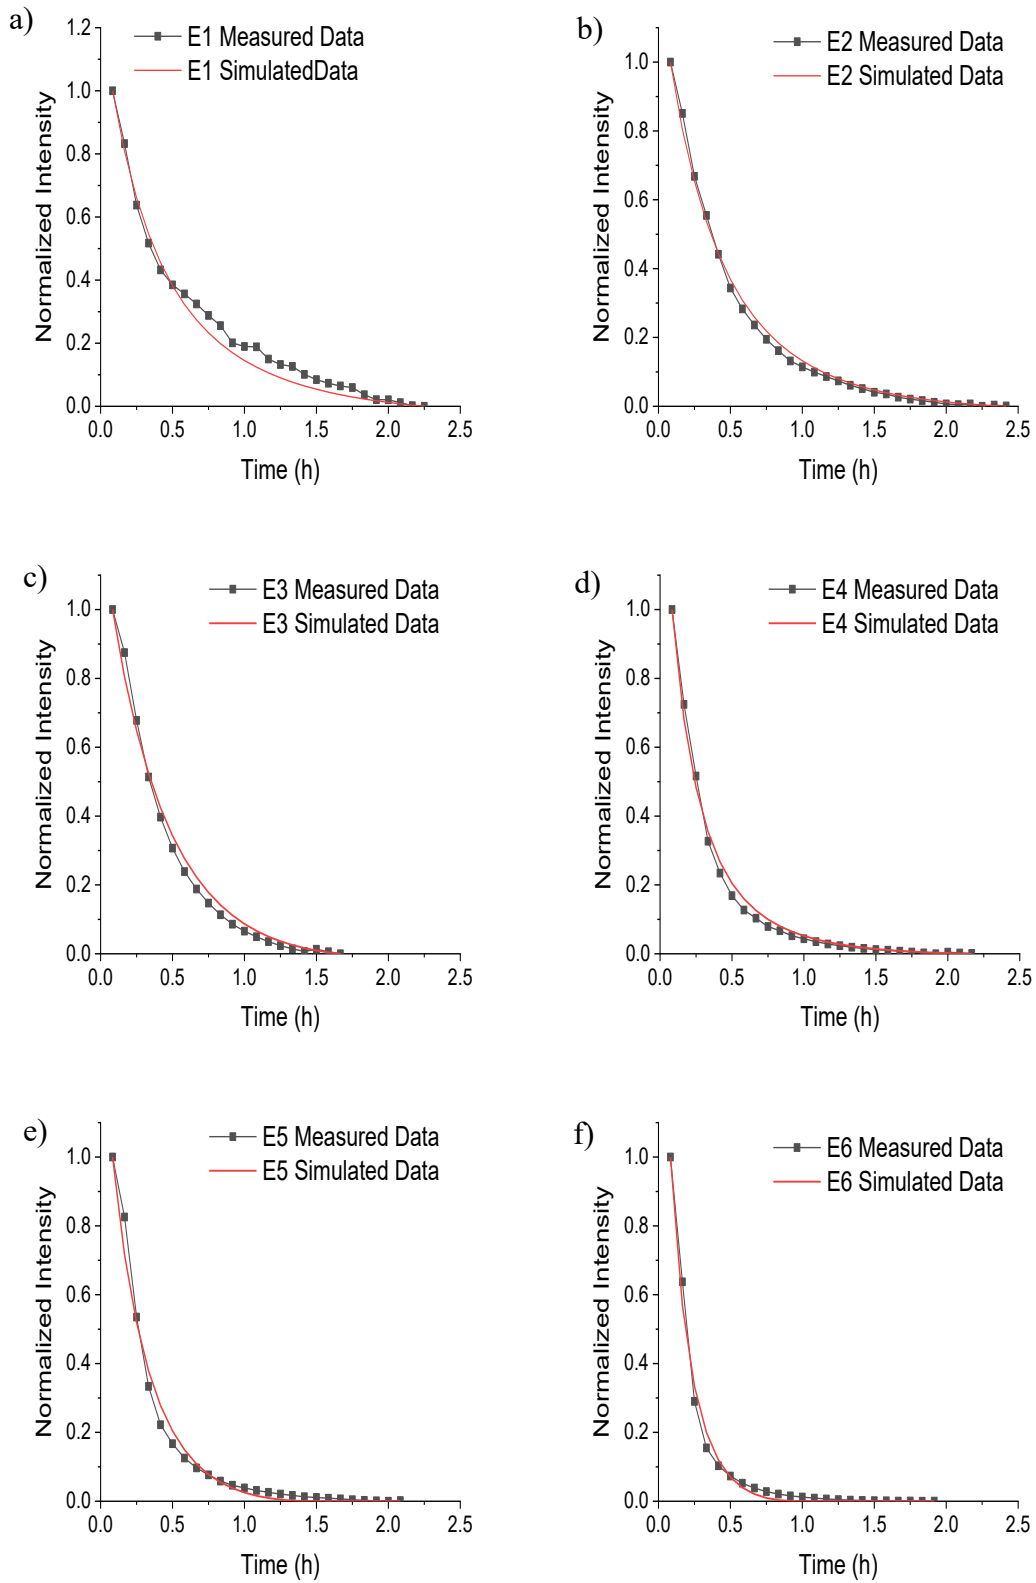 a)
E1 Measured Data
E1 SimulatedData
Normalized Intensity
1.2
1.0
0.8
0.6
0.4
0.2
0.0
0.0 0.5 1.0 1.5 2.0 2.5
Time (h)
b)
E2 Measured Data
E2 Simulated Data
Normalized Intensity
1.0
0.8
0.6
0.4
0.2
0.0
0.0 0.5 1.0 1.5 2.0 2.5
Time (h)
c)
E3 Measured Data
E3 Simulated Data
Normalized Intensity
1.0
0.8
0.6
0.4
0.2
0.0
0.0 0.5 1.0 1.5 2.0 2.5
Time (h)
d)
E4 Measured Data
E4 Simulated Data
Normalized Intensity
1.0
0.8
0.6
0.4
0.2
0.0
0.0 0.5 1.0 1.5 2.0 2.5
Time (h)
e)
E5 Measured Data
E5 Simulated Data
Normalized Intensity
1.0
0.8
0.6
0.4
0.2
0.0
0.0 0.5 1.0 1.5 2.0 2.5
Time (h)
f)
E6 Measured Data
E6 Simulated Data
Normalized Intensity
1.0
0.8
0.6
0.4
0.2
0.0
0.0 0.5 1.0 1.5 2.0 2.5
Time (h)